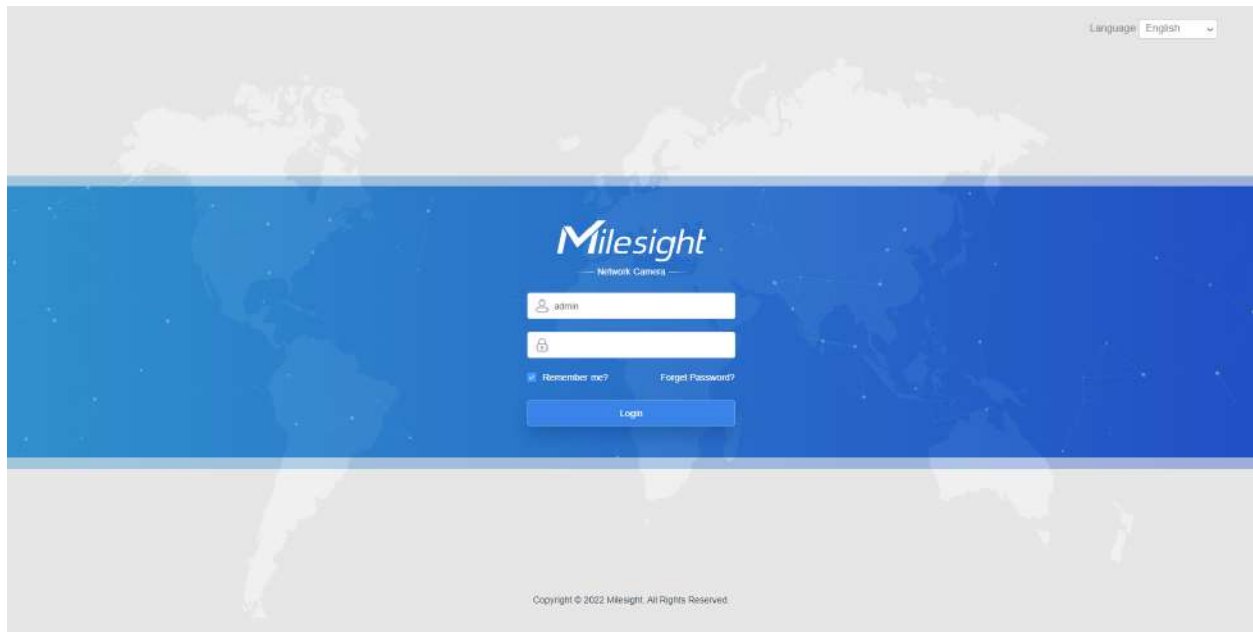 Language English
Milesight
Network Camera
admin
Remember me? Forget Password?
Login
Copyright © 2022 Milesight. All Rights Reserved.